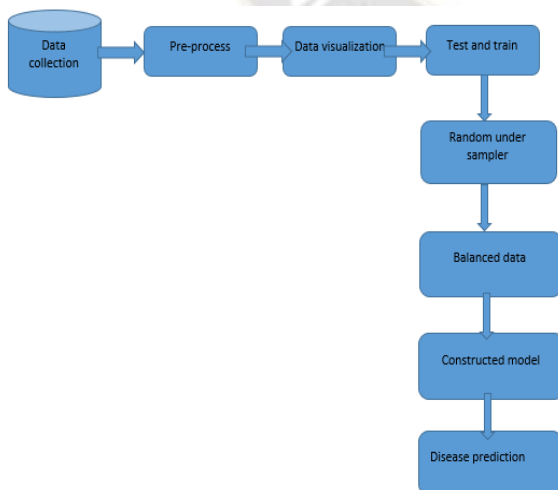 Data
collection
Pre-process
Data visualization
Test and train
Random under
sampler
Balanced data
Constructed model
Disease prediction